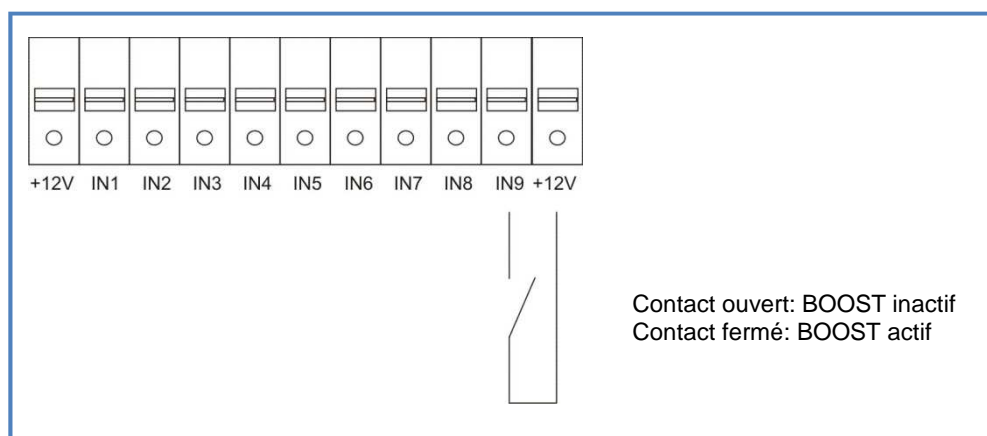 +12V IN1 IN2 IN3 IN4 IN5 IN6 IN7 IN8 IN9 +12V
Contact ouvert: BOOST inactif
Contact fermé: BOOST actif